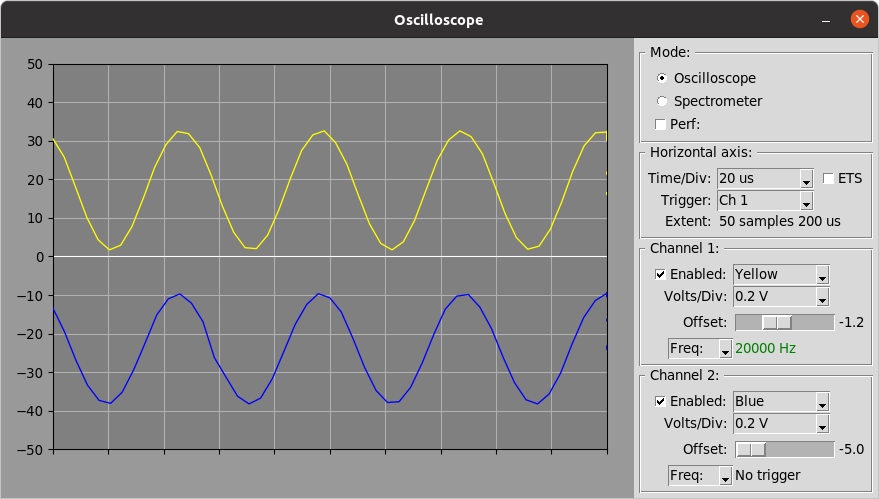 Oscilloscope
50
40
30
20
10
0
−10
−20
−30
−40
−50
Mode:
Oscilloscope
Spectrometer
Perf:
Horizontal axis:
Time/Div: 20 us ETS
Trigger: Ch 1
Extent: 50 samples 200 us
Channel 1:
Enabled: Yellow
Volts/Div: 0.2 V
Offset: -1.2
Freq: 20000 Hz
Channel 2:
Enabled: Blue
Volts/Div: 0.2 V
Offset: -5.0
Freq: No trigger